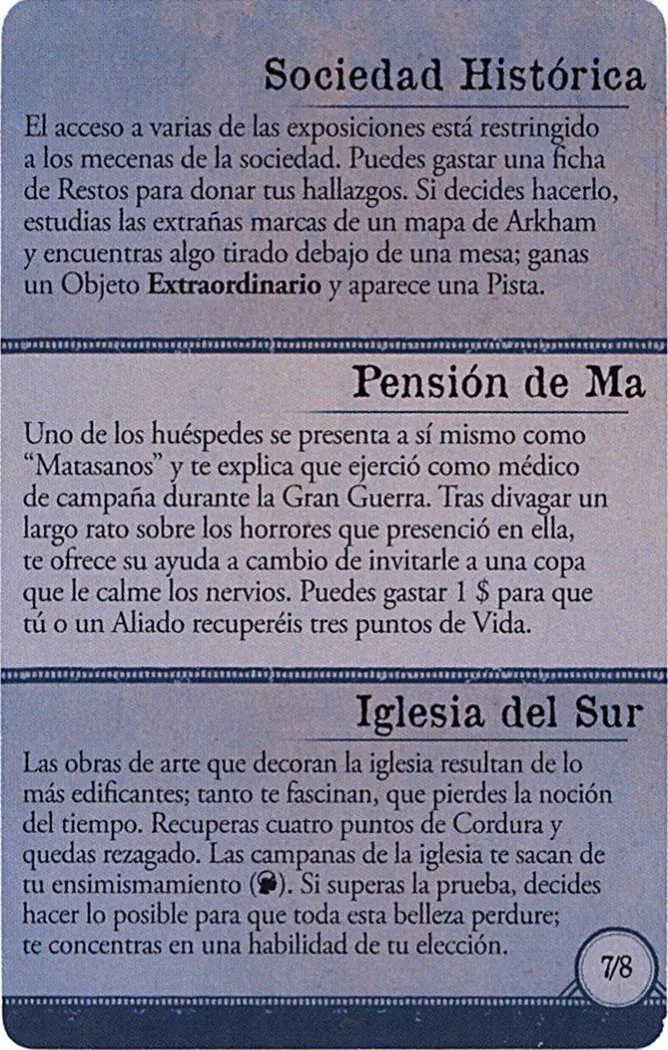 Sociedad Histórica
El acceso a varias de las exposiciones está restringido
a los mecenas de la sociedad. Puedes gastar una ficha
de Restos para donar tus hallazgos. Si decides hacerlo,
estudias las extrañas marcas de un mapa de Arkham
y encuentras algo tirado debajo de una mesa; ganas
un Objeto Extraordinario y aparece una Pista.
Pensión de Ma
Uno de los huéspedes se presenta a sí mismo como
“Matasanos” y te explica que ejerció como médico
de campaña durante la Gran Guerra. Tras divagar un
largo rato sobre los horrores que presenció en ella,
te ofrece su ayuda a cambio de invitarle a una copa
que le calme los nervios. Puedes gastar 1 $ para que
tú o un Aliado recuperéis tres puntos de Vida.
Iglesia del Sur
Las obras de arte que decoran la iglesia resultan de lo
más edificantes; tanto te fascinan, que pierdes la noción
del tiempo. Recuperas cuatro puntos de Cordura y
quedas rezagado. Las campanas de la iglesia te sacan de
tu ensimismamiento (). Si superas la prueba, decides
hacer lo posible para que toda esta belleza perdure;
te concentras en una habilidad de tu elección.
7/8